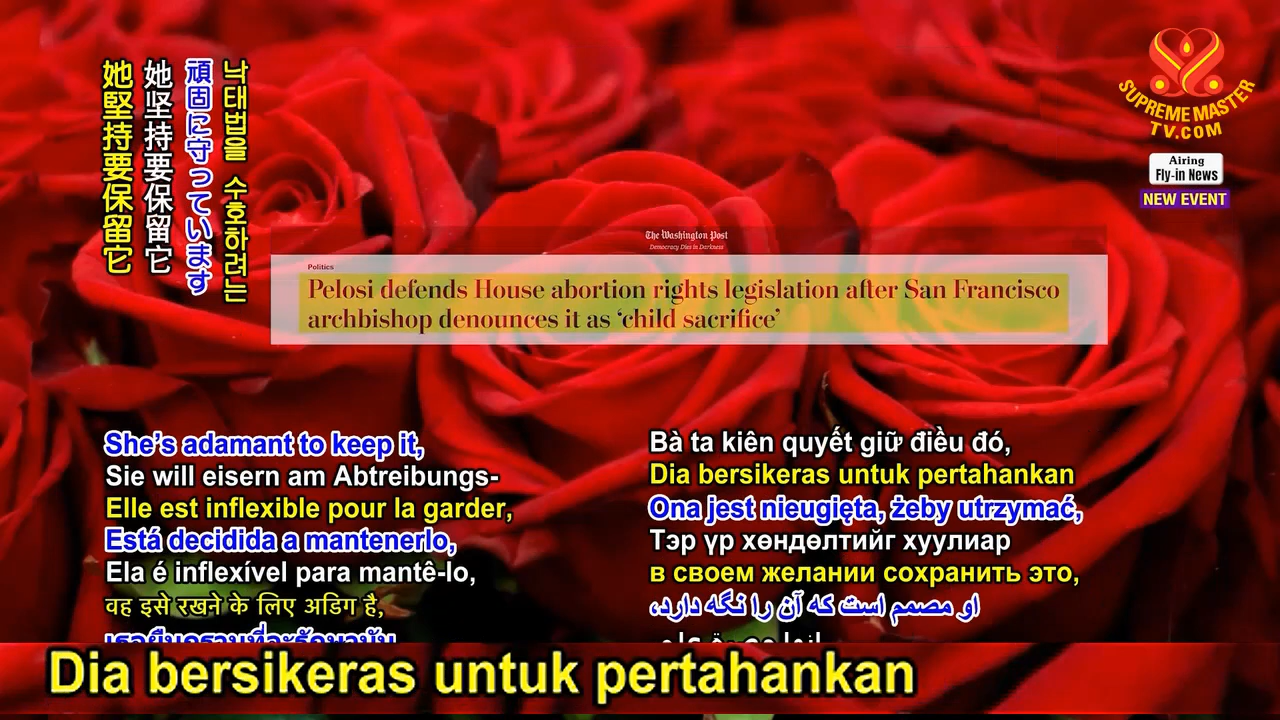 她堅持要保留它
她坚持要保留它
頑固に守っています
낙태법을 수호하려는
SUPREME MASTER
TV.COM
Airing
Fly-in News
NEW EVENT
The Washington Post
Democracy Dies in Darkness
Politics
Pelosi defends House abortion rights legislation after San Francisco
archbishop denounces it as ‘child sacrifice’
She's adamant to keep it,
Sie will eisern am Abtreibungs-
Elle est inflexible pour la garder,
Está decidida a mantenerlo,
Ela é inflexível para mantê-lo,
वह इसे रखने के लिए अडिग है,
Bà ta kiên quyết giữ điều đó,
Dia bersikeras untuk pertahankan
Ona jest nieugięta, żeby utrzymać,
Тэр үр хөндөлтийг хуулиар
в своем желании сохранить это,
او مصمم است که آن را نگه دارد،
Dia bersikeras untuk pertahankan